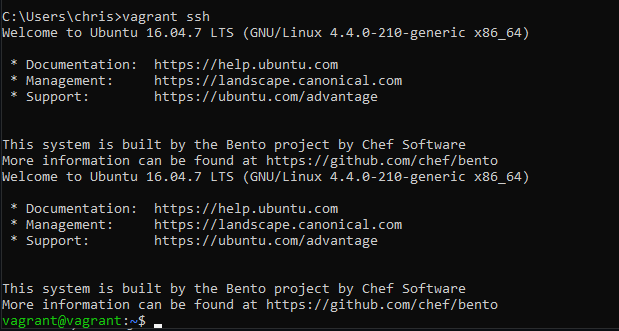 C:\Users\chris>vagrant ssh
Welcome to Ubuntu 16.04.7 LTS (GNU/Linux 4.4.0-210-generic x86_64)
* Documentation:  https://help.ubuntu.com
* Management:     https://landscape.canonical.com
* Support:        https://ubuntu.com/advantage
This system is built by the Bento project by Chef Software
More information can be found at https://github.com/chef/bento
Welcome to Ubuntu 16.04.7 LTS (GNU/Linux 4.4.0-210-generic x86_64)
* Documentation:  https://help.ubuntu.com
* Management:     https://landscape.canonical.com
* Support:        https://ubuntu.com/advantage
This system is built by the Bento project by Chef Software
More information can be found at https://github.com/chef/bento
vagrant@vagrant:~$